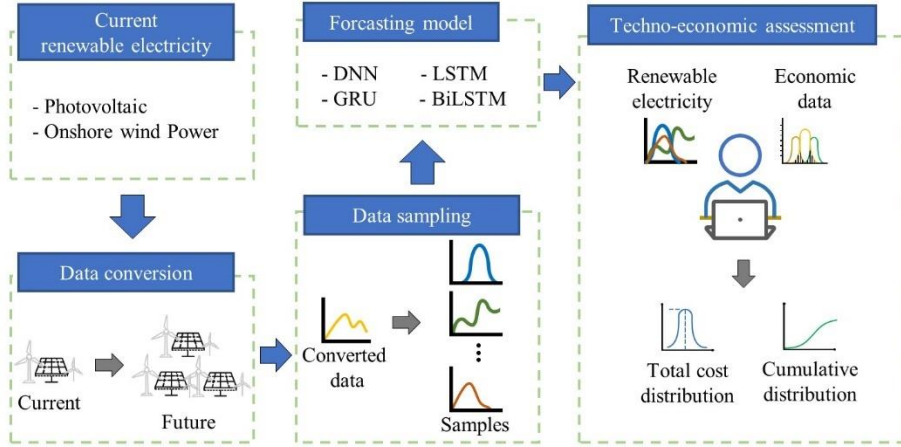 Current
renewable electricity
- Photovoltaic
- Onshore wind Power
Data conversion
Current
Future
Forcasting model
- DNN - LSTM
- GRU - BiLSTM
Data sampling
Converted
data
Samples
Techno-economic assessment
Renewable
electricity
Economic
data
Total cost
distribution
Cumulative
distribution